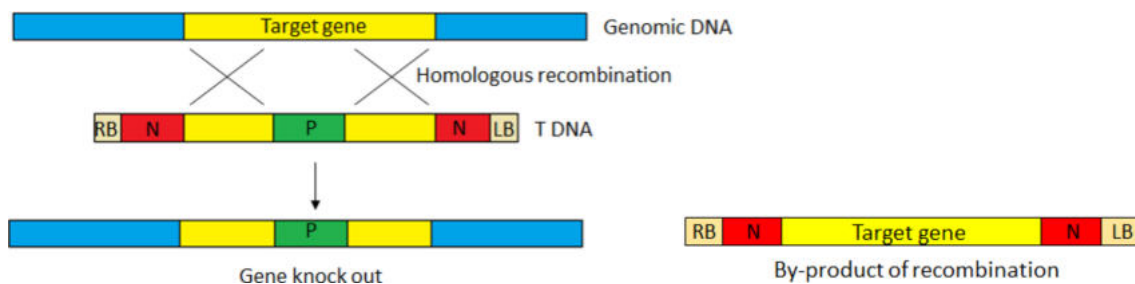 Target gene
Genomic DNA
Homologous recombination
RB N P N LB T DNA
P
RB N Target gene N LB
Gene knock out
By-product of recombination